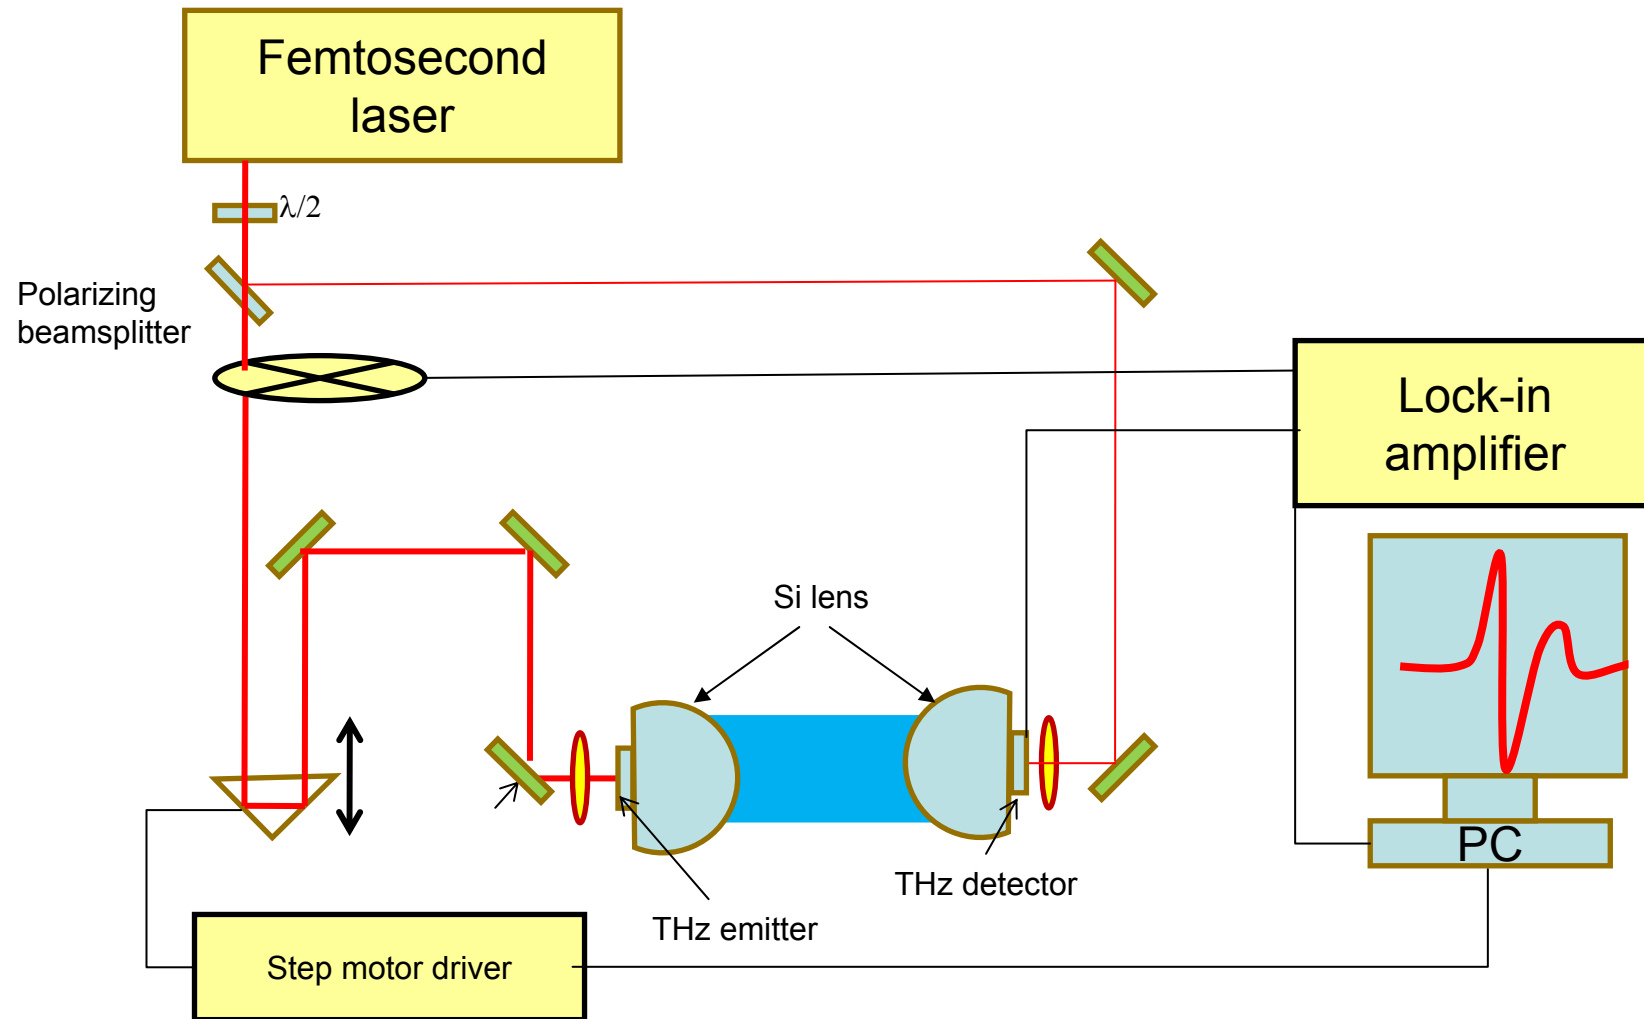 Femtosecond
laser
λ/2
Polarizing
beamsplitter
Lock-in
amplifier
Si lens
PC
THz detector
THz emitter
Step motor driver